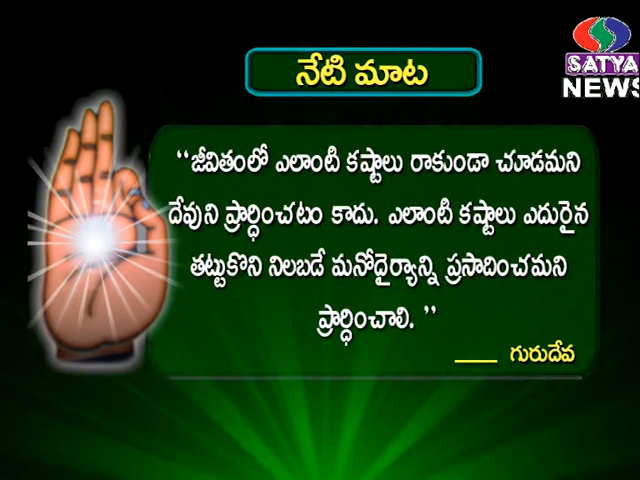 SATYA
NEWS
నేటి మాట
“జీవితంలో ఎలాంటి కష్టాలు రాకుండా చూడమని
దేవుని ప్రార్ధించటం కాదు. ఎలాంటి కష్టాలు ఎదురైన
తట్టుకొని నిలబడే మనోధైర్యాన్ని ప్రసాదించమని
ప్రార్ధించాలి. ”
___ గురుదేవ